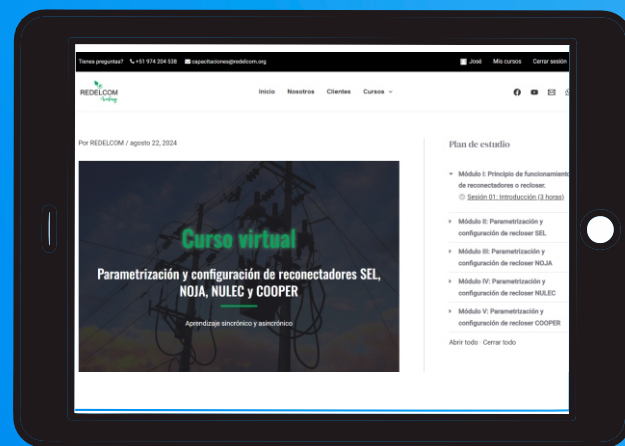 Tienes preguntas? +51 974 204 538 capacitaciones@redelcom.org
José Mis cursos Cerrar sesión
REDELCOM
Inicio Nosotros Clientes Cursos
Por REDELCOM / agosto 22, 2024
Curso virtual
Parametrización y configuración de reconectadores SEL,
NOJA, NULEC y COOPER
Aprendizaje sincrónico y asincrónico
Plan de estudio
Módulo I: Principio de funcionamiento
de reconectadores o recloser.
Sesión 01: Introducción (3 horas)
Módulo II: Parametrización y
configuración de recloser SEL
Módulo III: Parametrización y
configuración de recloser NOJA
Módulo IV: Parametrización y
configuración de recloser NULEC
Módulo V: Parametrización y
configuración de recloser COOPER
Abrir todo · Cerrar todo